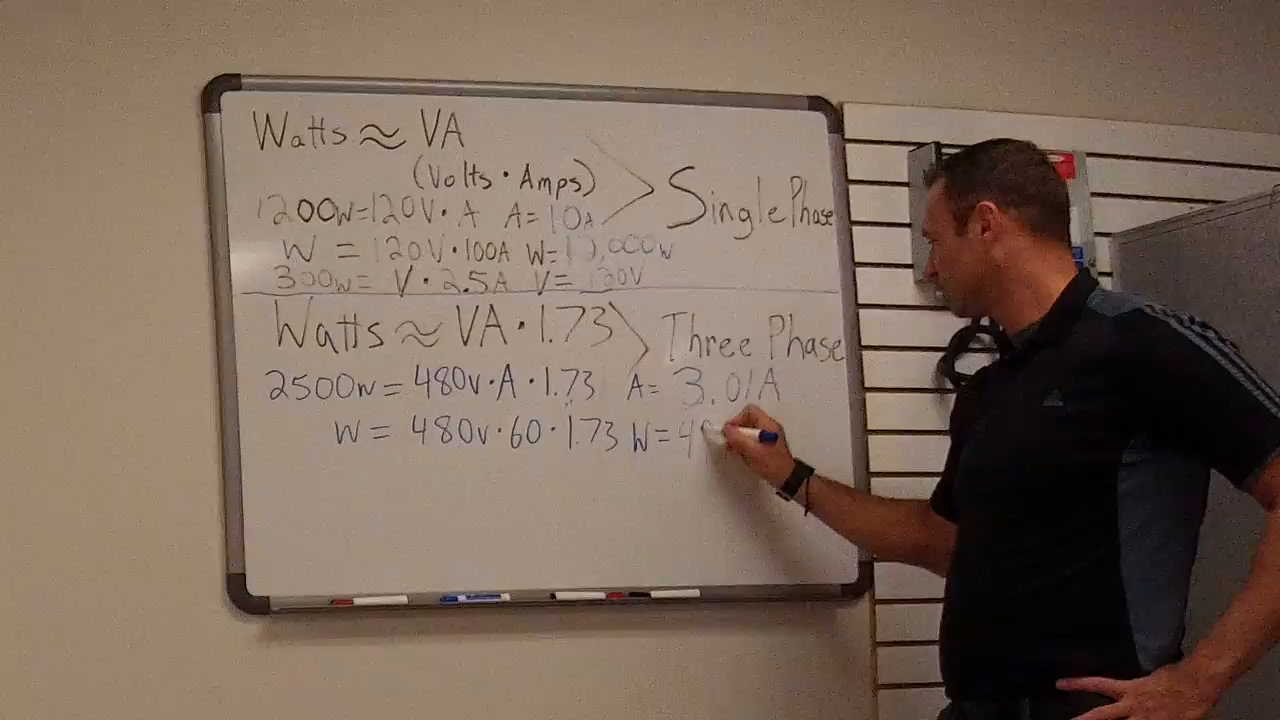 Watts ≈ VA
(Volts · Amps)
Single Phase
1200w=120V· A A= 10A
W = 120V·100A W=12,000w
300w= V · 2.5A V= 120V
Watts ≈ VA · 1.73
Three Phase
2500w = 480v·A · 1.73 A= 3.01A
W = 480v·60·1.73 W=4